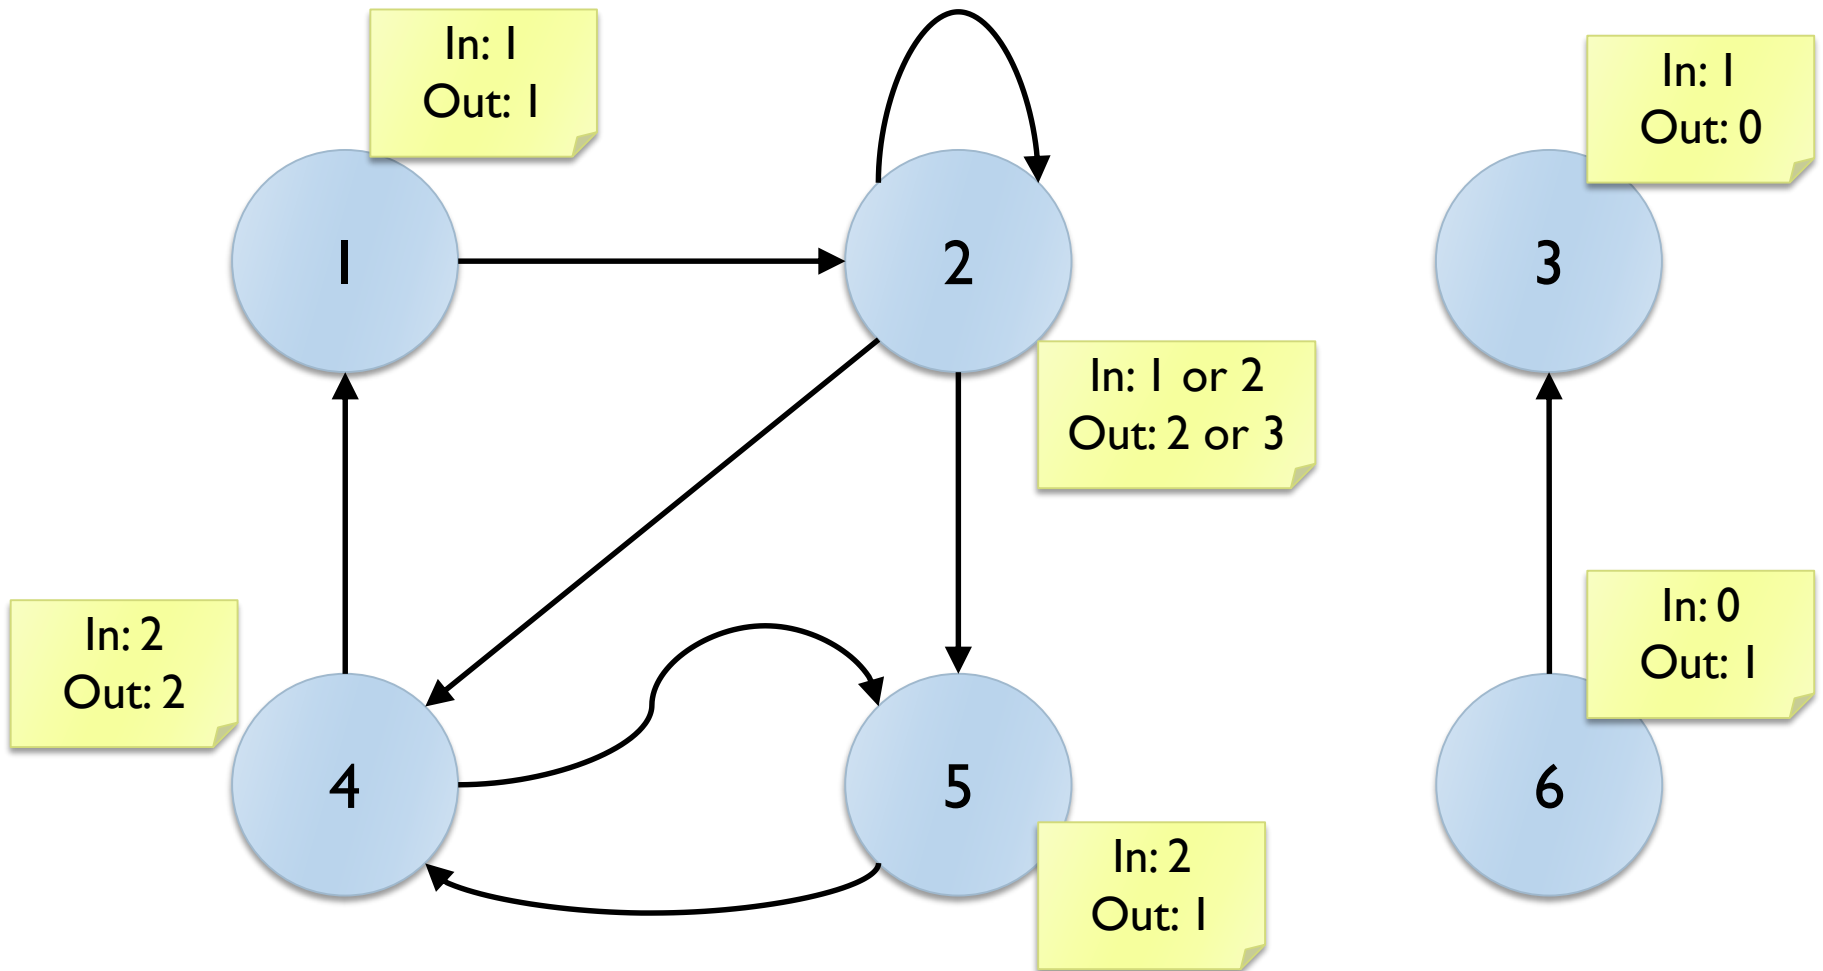 In: 1
Out: 1
In: 1
Out: 0
1
2
3
In: 1 or 2
Out: 2 or 3
In: 2
Out: 2
In: 0
Out: 1
4
5
6
In: 2
Out: 1